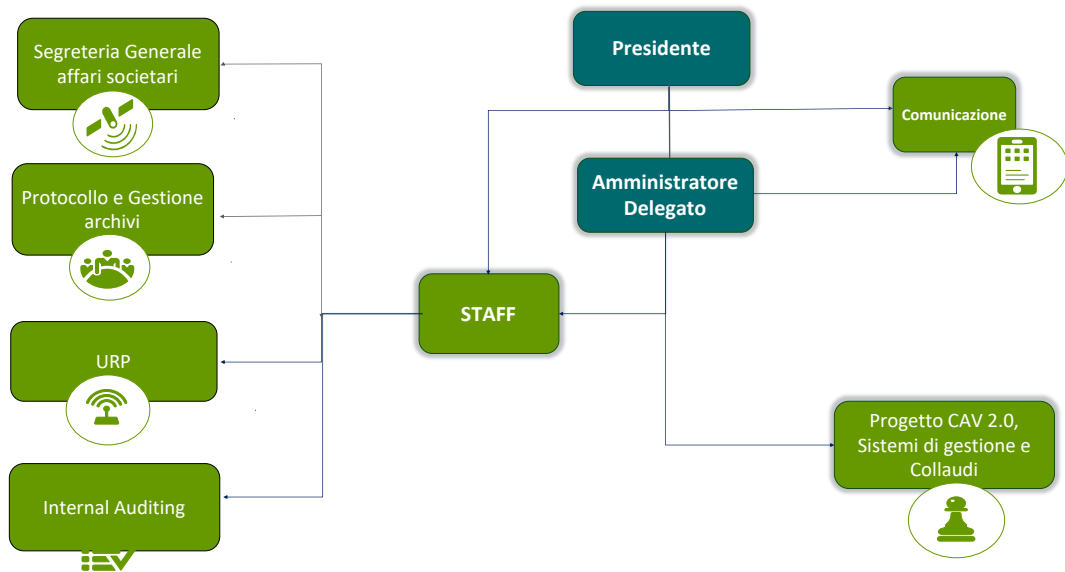 Presidente
Segreteria Generale
affari societari
Comunicazione
Amministratore
Delegato
Protocollo e Gestione
archivi
STAFF
URP
Progetto CAV 2.0,
Sistemi di gestione e
Collaudi
Internal Auditing